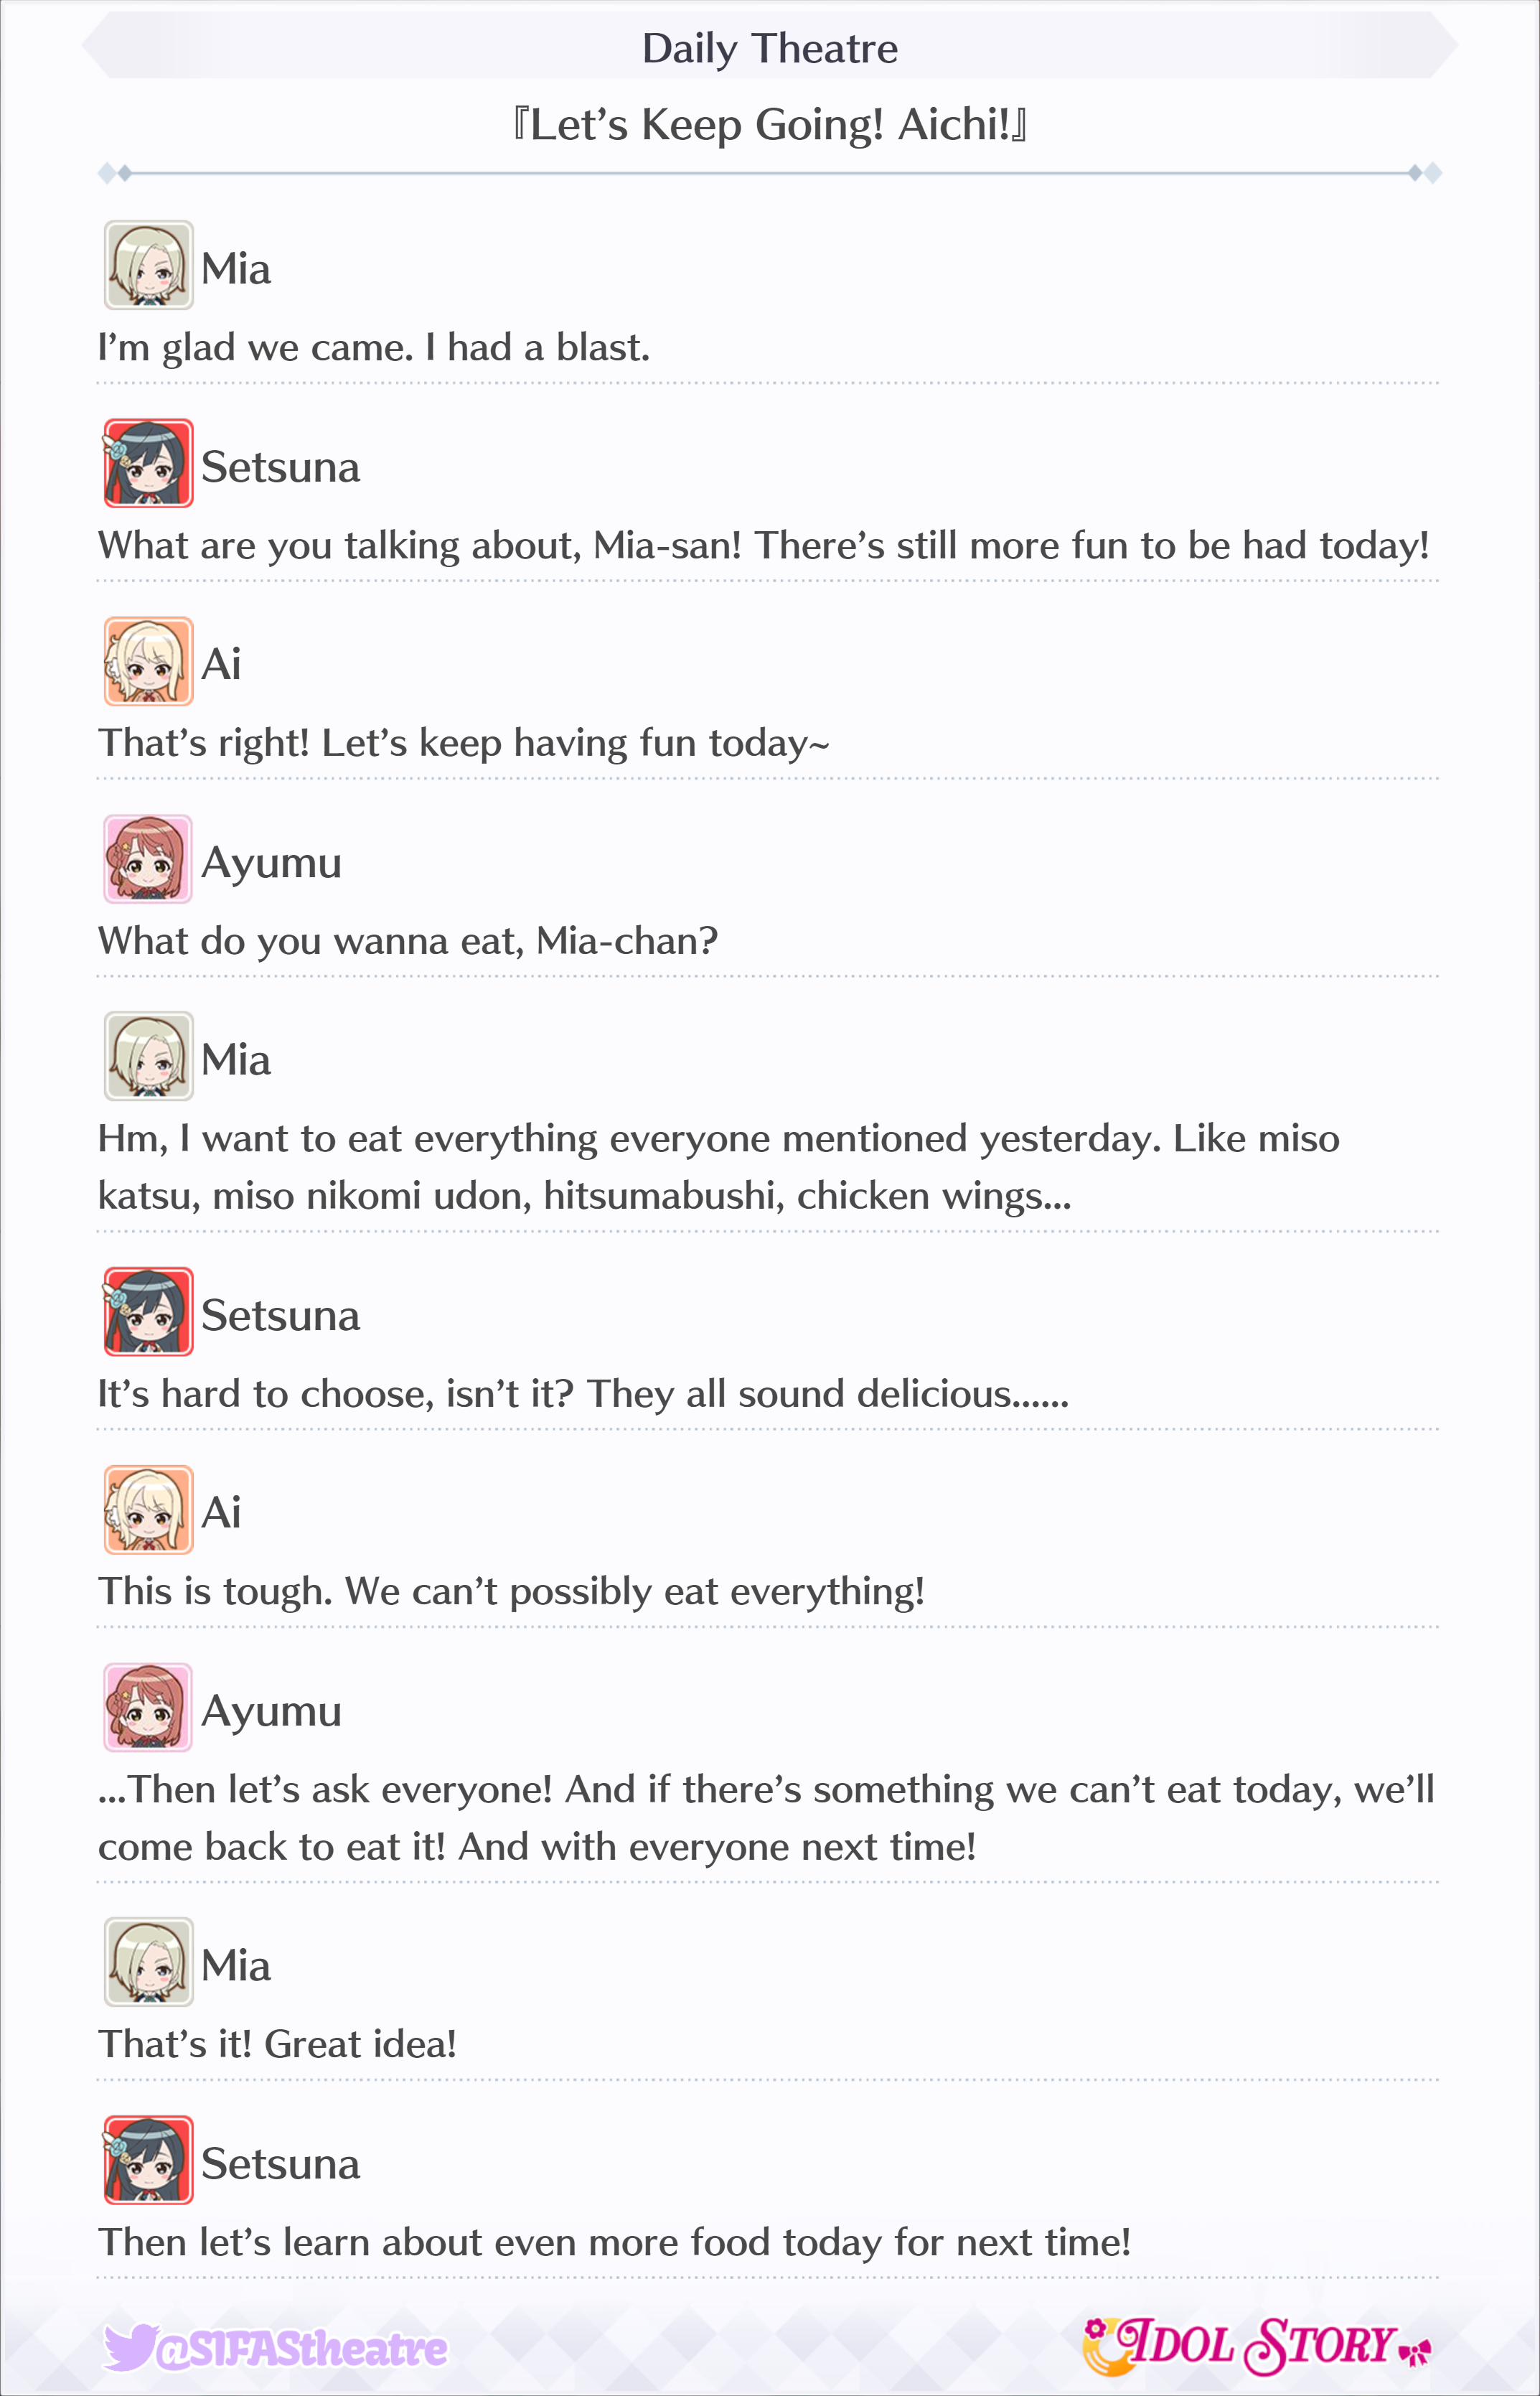 Daily Theatre
『Let's Keep Going! Aichi!』
Mia
I'm glad we came. I had a blast.
Setsuna
What are you talking about, Mia-san! There's still more fun to be had today!
Ai
That's right! Let's keep having fun today~
Ayumu
What do you wanna eat, Mia-chan?
Mia
Hm, I want to eat everything everyone mentioned yesterday. Like miso
katsu, miso nikomi udon, hitsumabushi, chicken wings...
Setsuna
It's hard to choose, isn't it? They all sound delicious......
Ai
This is tough. We can't possibly eat everything!
Ayumu
...Then let's ask everyone! And if there's something we can't eat today, we'll
come back to eat it! And with everyone next time!
Mia
That's it! Great idea!
Setsuna
Then let's learn about even more food today for next time!
@SIFAStheatre
IDOL STORY